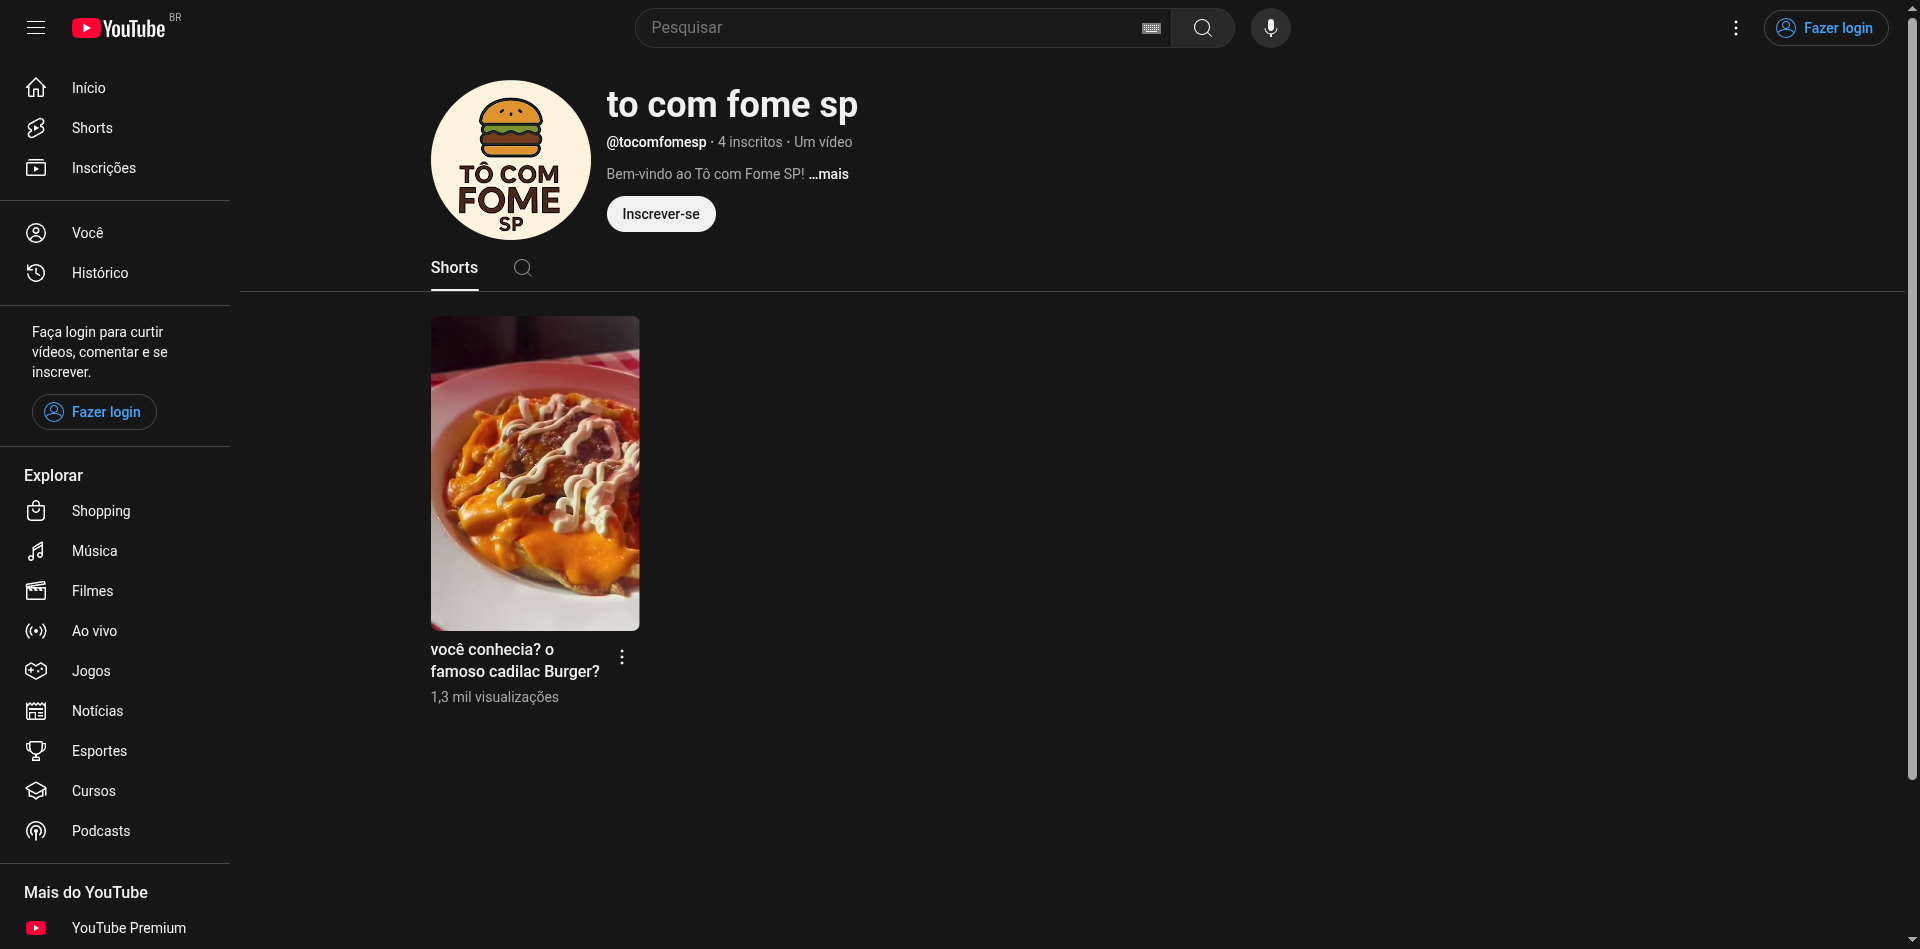 YouTube BR
Pesquisar
Fazer login
Início
Shorts
Inscrições
Você
Histórico
Faça login para curtir
vídeos, comentar e se
inscrever.
Fazer login
Explorar
Shopping
Música
Filmes
Ao vivo
Jogos
Notícias
Esportes
Cursos
Podcasts
Mais do YouTube
YouTube Premium
TÔ COM
FOME
SP
to com fome sp
@tocomfomesp · 4 inscritos · Um vídeo
Bem-vindo ao Tô com Fome SP! ...mais
Inscrever-se
Shorts
você conhecia? o
famoso cadilac Burger?
1,3 mil visualizações